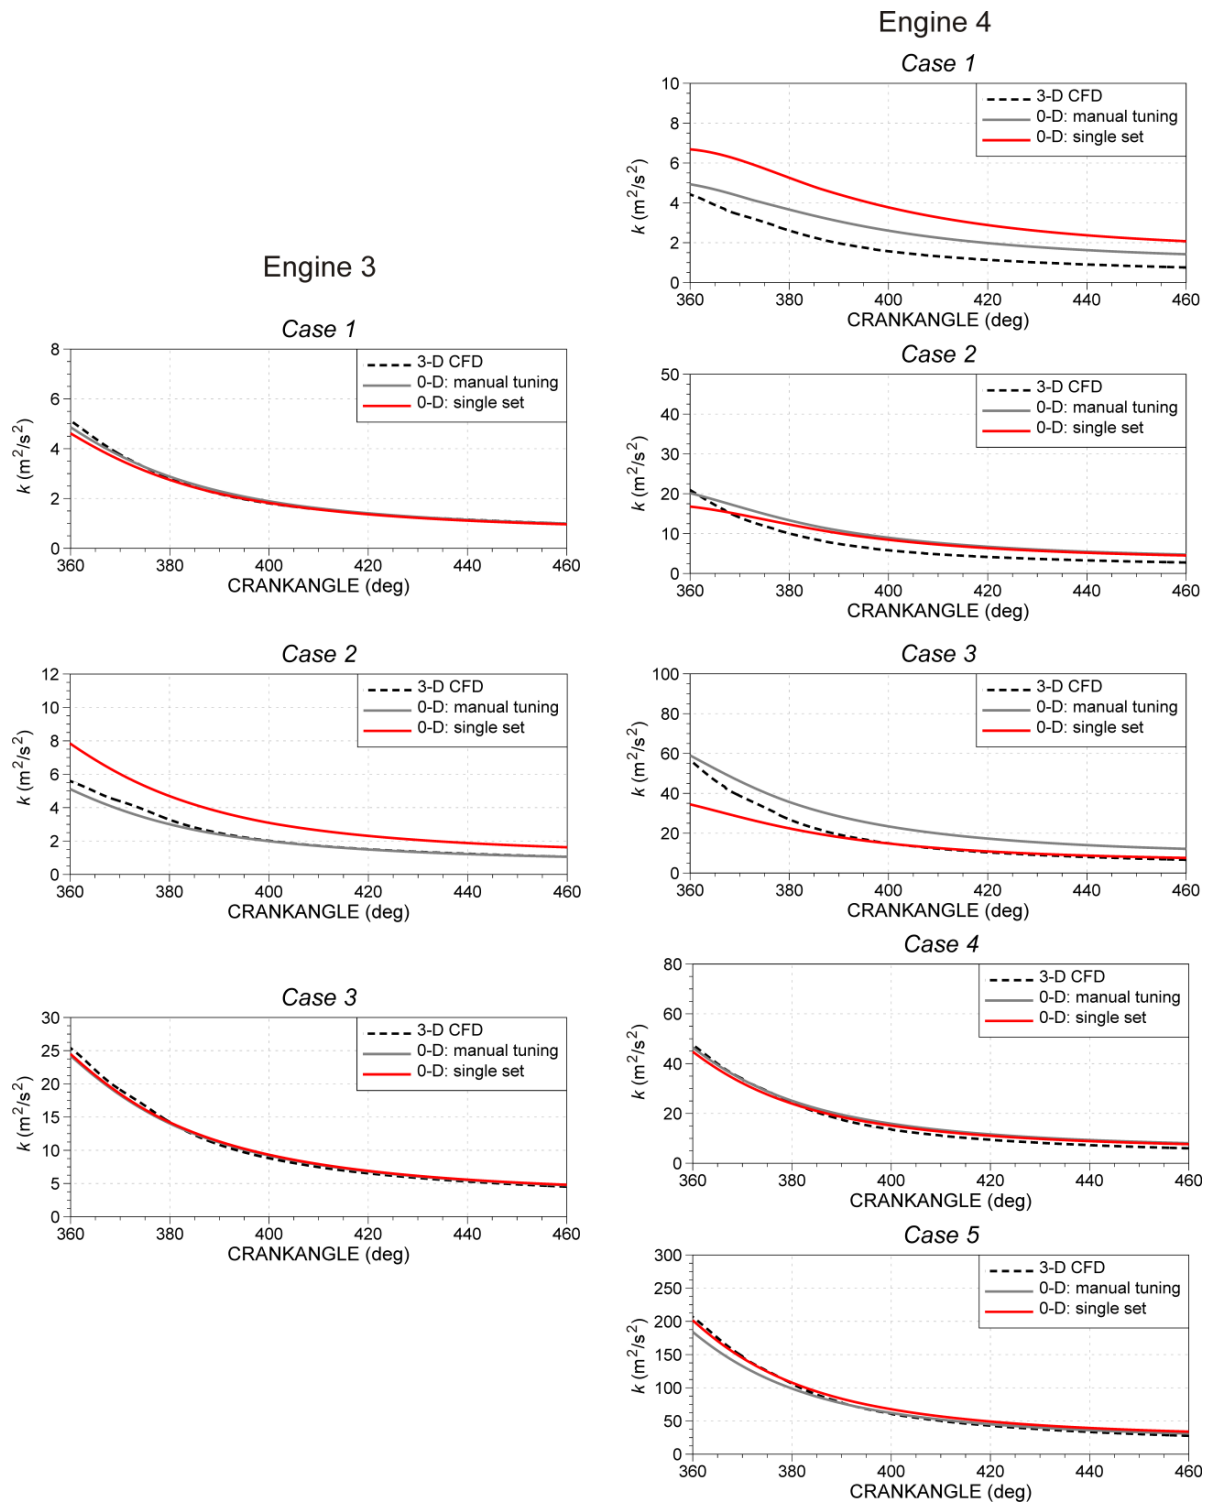 Engine 3
Case 1
8
6
4
2
0
k (m²/s²)
3-D CFD
0-D: manual tuning
0-D: single set
360 380 400 420 440 460
CRANKANGLE (deg)
Case 2
12
10
8
6
4
2
0
k (m²/s²)
3-D CFD
0-D: manual tuning
0-D: single set
360 380 400 420 440 460
CRANKANGLE (deg)
Case 3
30
25
20
15
10
5
0
k (m²/s²)
3-D CFD
0-D: manual tuning
0-D: single set
360 380 400 420 440 460
CRANKANGLE (deg)
Engine 4
Case 1
10
8
6
4
2
0
k (m²/s²)
3-D CFD
0-D: manual tuning
0-D: single set
360 380 400 420 440 460
CRANKANGLE (deg)
Case 2
50
40
30
20
10
0
k (m²/s²)
3-D CFD
0-D: manual tuning
0-D: single set
360 380 400 420 440 460
CRANKANGLE (deg)
Case 3
100
80
60
40
20
0
k (m²/s²)
3-D CFD
0-D: manual tuning
0-D: single set
360 380 400 420 440 460
CRANKANGLE (deg)
Case 4
80
60
40
20
0
k (m²/s²)
3-D CFD
0-D: manual tuning
0-D: single set
360 380 400 420 440 460
CRANKANGLE (deg)
Case 5
300
250
200
150
100
50
0
k (m²/s²)
3-D CFD
0-D: manual tuning
0-D: single set
360 380 400 420 440 460
CRANKANGLE (deg)